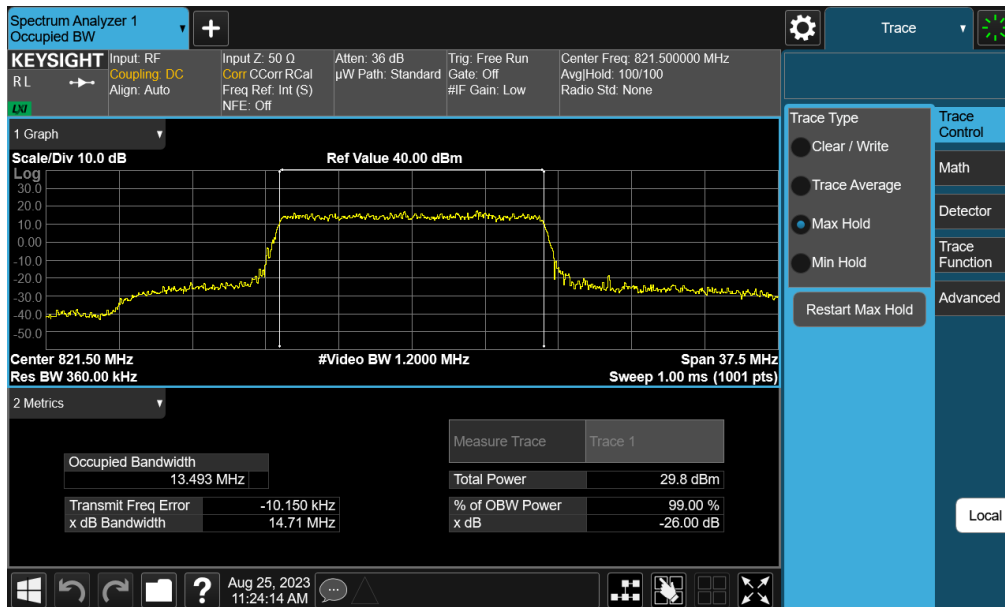 Spectrum Analyzer 1
Occupied BW
+
Trace
KEYSIGHT
RL
LXI
Input: RF
Coupling: DC
Align: Auto
Input Z: 50 Ω
Corr CCorr RCal
Freq Ref: Int (S)
NFE: Off
Atten: 36 dB
µW Path: Standard
Trig: Free Run
Gate: Off
#IF Gain: Low
Center Freq: 821.500000 MHz
Avg|Hold: 100/100
Radio Std: None
1 Graph
Scale/Div 10.0 dB
Ref Value 40.00 dBm
Log
30.0
20.0
10.0
0.00
-10.0
-20.0
-30.0
-40.0
-50.0
Center 821.50 MHz
#Video BW 1.2000 MHz
Span 37.5 MHz
Res BW 360.00 kHz
Sweep 1.00 ms (1001 pts)
2 Metrics
Measure Trace
Trace 1
Occupied Bandwidth
13.493 MHz
Total Power
29.8 dBm
Transmit Freq Error
-10.150 kHz
% of OBW Power
99.00 %
x dB Bandwidth
14.71 MHz
x dB
-26.00 dB
Trace Type
Clear / Write
Trace Average
Max Hold
Min Hold
Restart Max Hold
Trace
Control
Math
Detector
Trace
Function
Advanced
Local
?
Aug 25, 2023
11:24:14 AM